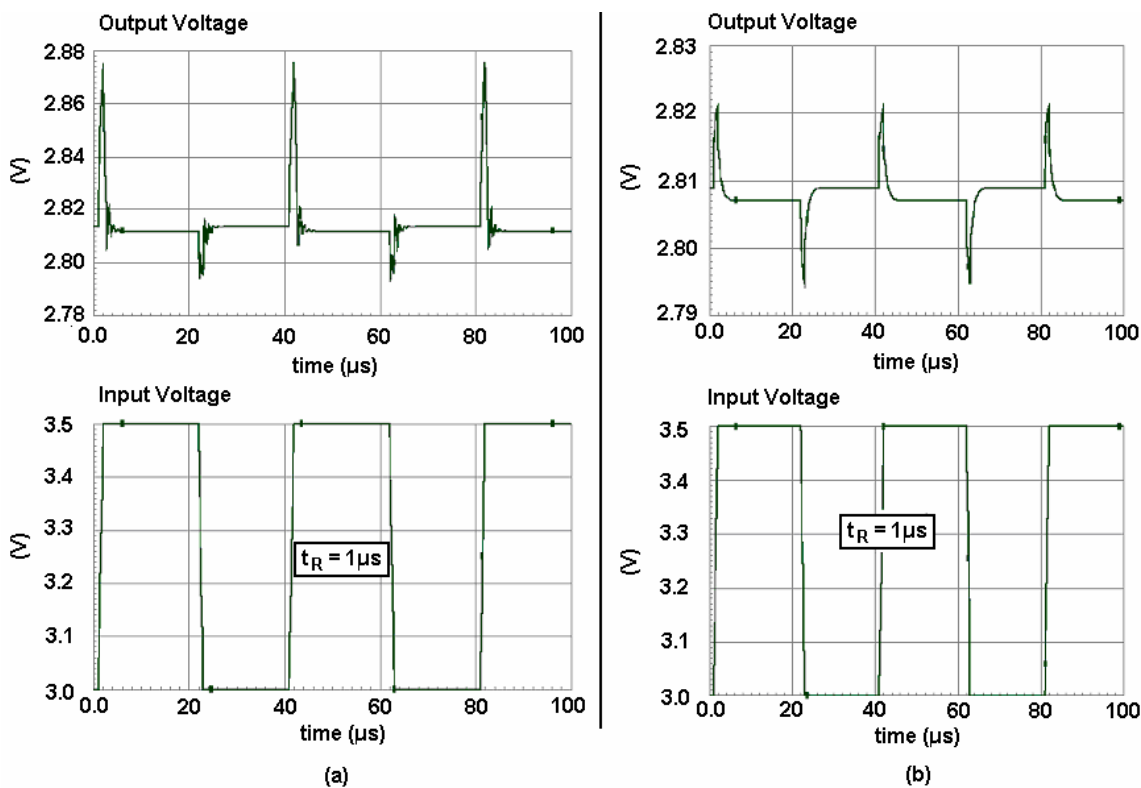 Output Voltage
2.88
2.86
2.84
2.82
2.80
2.78
(V)
0.0 20 40 60 80 100
time (µs)
Input Voltage
3.5
3.4
3.3
3.2
3.1
3.0
(V)
t_R = 1µs
0.0 20 40 60 80 100
time (µs)
(a)
Output Voltage
2.83
2.82
2.81
2.80
2.79
(V)
0.0 20 40 60 80 100
time (µs)
Input Voltage
3.5
3.4
3.3
3.2
3.1
3.0
(V)
t_R = 1µs
0.0 20 40 60 80 100
time (µs)
(b)